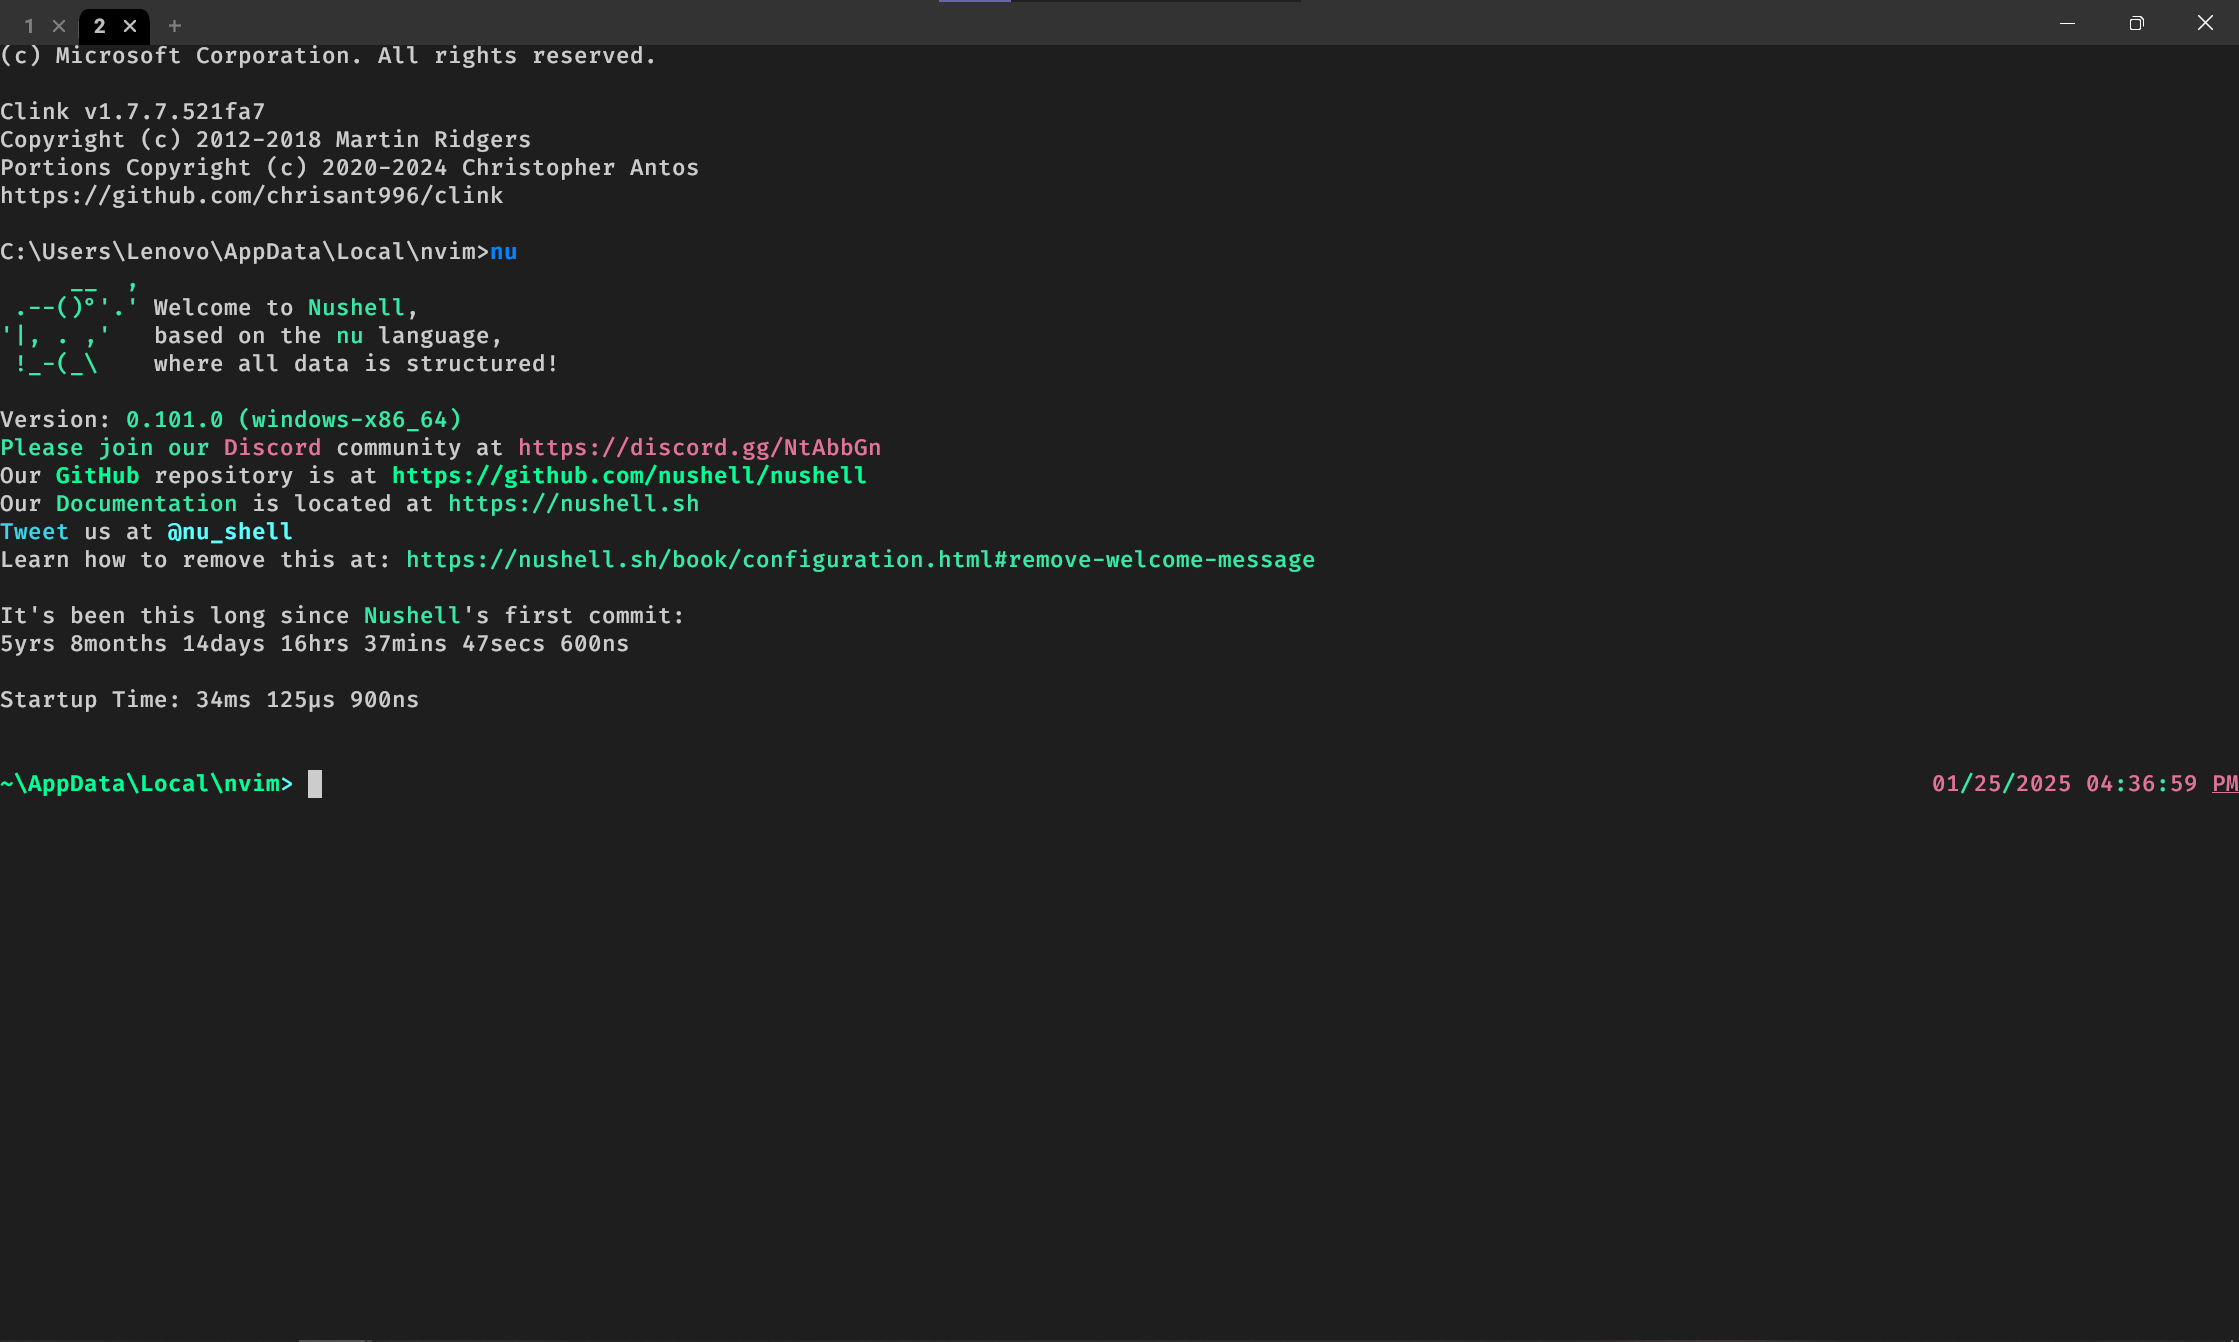 1 × 2 × +
(c) Microsoft Corporation. All rights reserved.
Clink v1.7.7.521fa7
Copyright (c) 2012-2018 Martin Ridgers
Portions Copyright (c) 2020-2024 Christopher Antos
https://github.com/chrisant996/clink
C:\Users\Lenovo\AppData\Local\nvim>nu
     __  ,
 .--()°'.' Welcome to Nushell,
'|, . ,'   based on the nu language,
 !_-(_\    where all data is structured!
Version: 0.101.0 (windows-x86_64)
Please join our Discord community at https://discord.gg/NtAbbGn
Our GitHub repository is at https://github.com/nushell/nushell
Our Documentation is located at https://nushell.sh
Tweet us at @nu_shell
Learn how to remove this at: https://nushell.sh/book/configuration.html#remove-welcome-message
It's been this long since Nushell's first commit:
5yrs 8months 14days 16hrs 37mins 47secs 600ns
Startup Time: 34ms 125µs 900ns
~\AppData\Local\nvim> 01/25/2025 04:36:59 PM